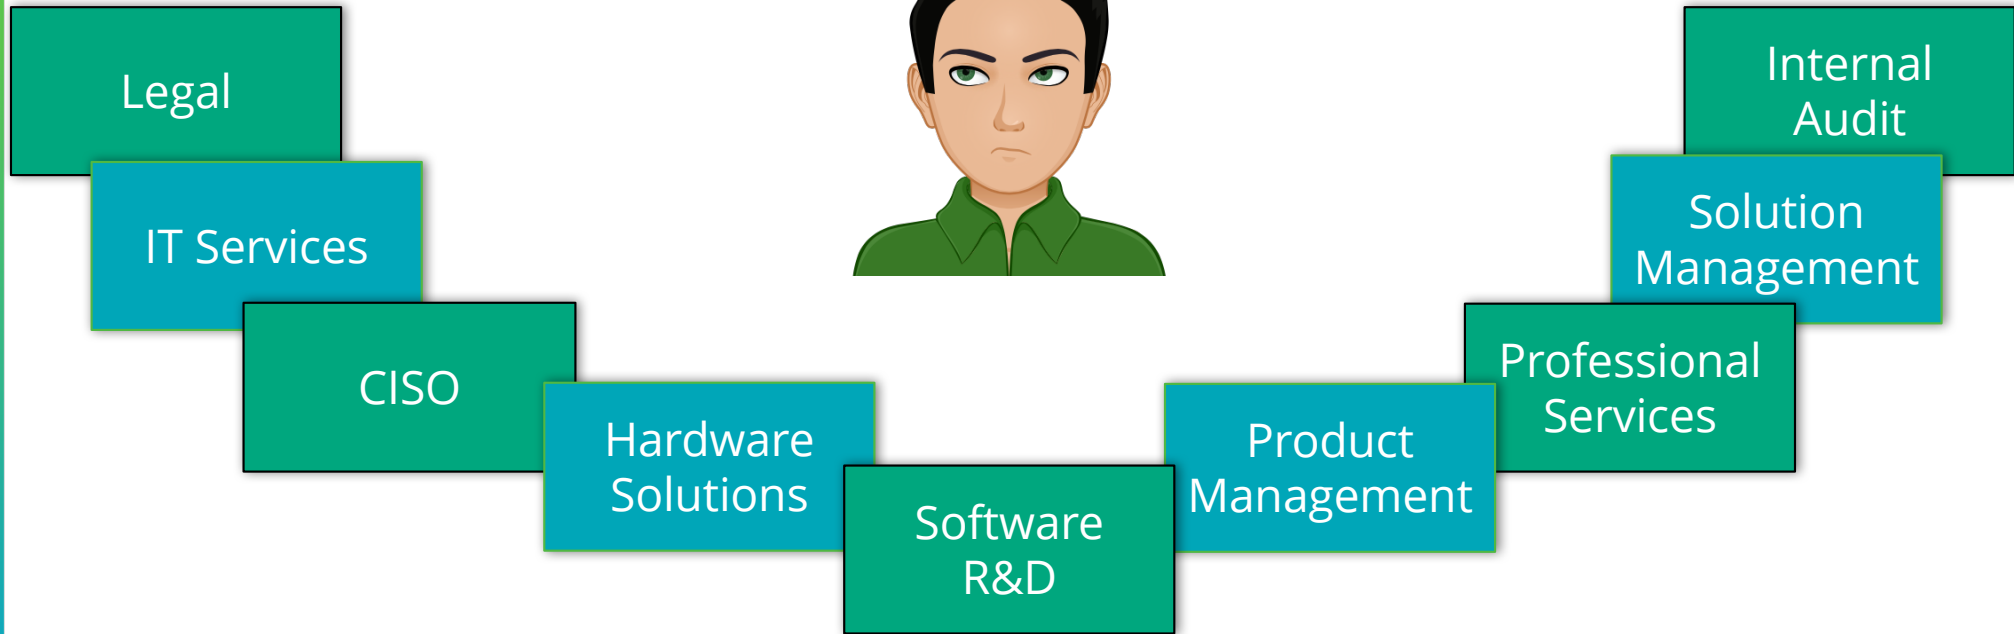 Legal
IT Services
CISO
Hardware
Solutions
Software
R&D
Product
Management
Professional
Services
Solution
Management
Internal
Audit